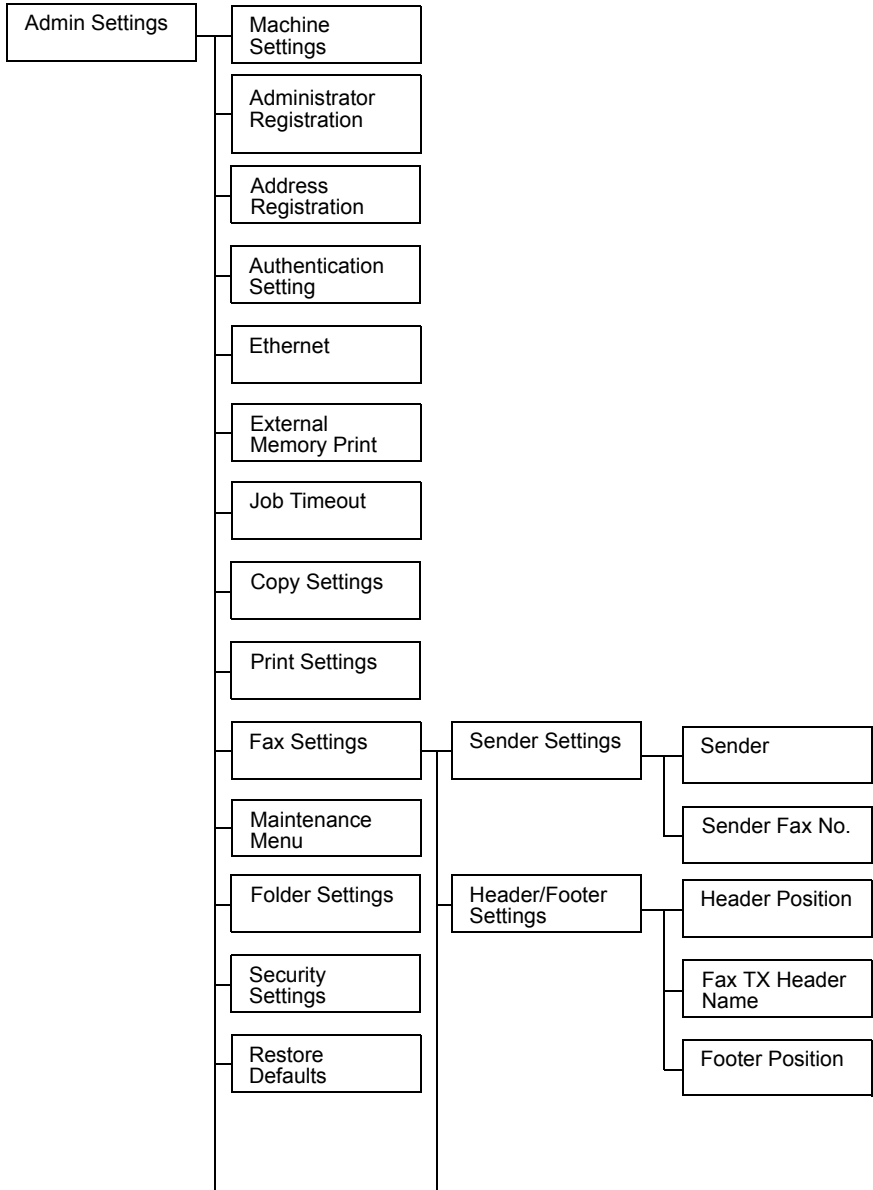 Admin Settings
Machine
Settings
Administrator
Registration
Address
Registration
Authentication
Setting
Ethernet
External
Memory Print
Job Timeout
Copy Settings
Print Settings
Fax Settings
Sender Settings
Sender
Sender Fax No.
Maintenance
Menu
Folder Settings
Header/Footer
Settings
Header Position
Fax TX Header
Name
Footer Position
Security
Settings
Restore
Defaults